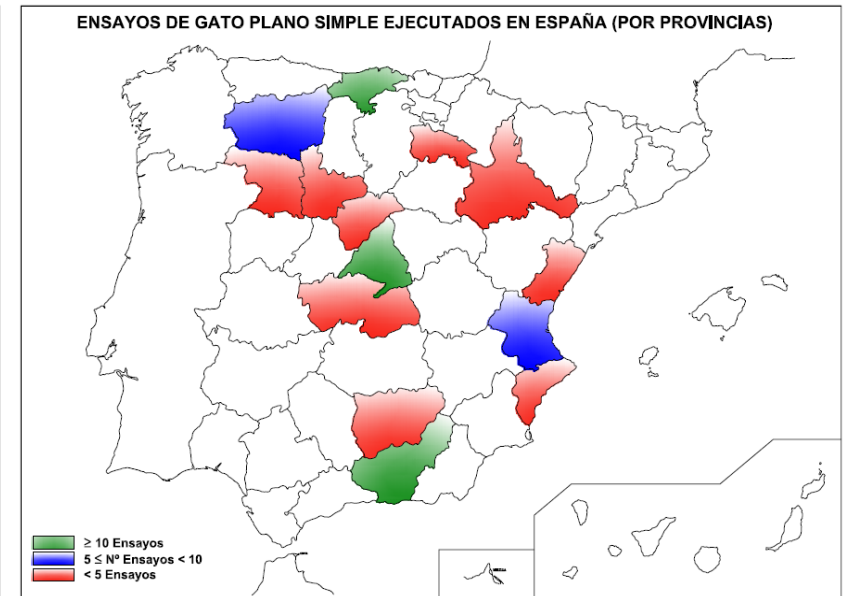 ENSAYOS DE GATO PLANO SIMPLE EJECUTADOS EN ESPAÑA (POR PROVINCIAS)
≥ 10 Ensayos
5 ≤ Nº Ensayos < 10
< 5 Ensayos